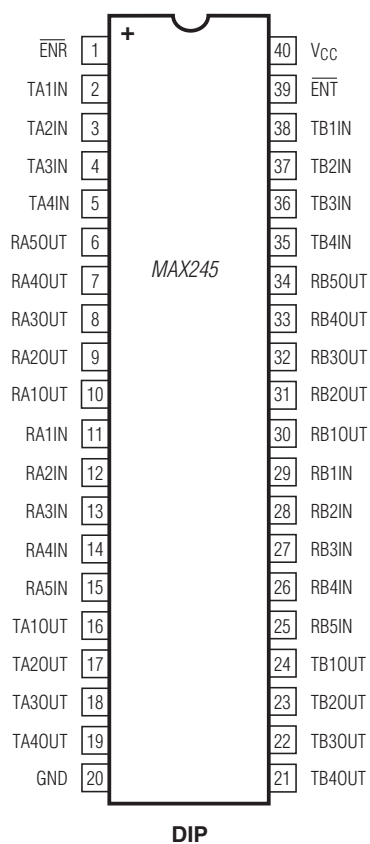 +
E̅N̅R̅ 1 40 VCC
TA1IN 2 39 E̅N̅T̅
TA2IN 3 38 TB1IN
TA3IN 4 37 TB2IN
TA4IN 5 36 TB3IN
RA5OUT 6 35 TB4IN
MAX245
RA4OUT 7 34 RB5OUT
RA3OUT 8 33 RB4OUT
RA2OUT 9 32 RB3OUT
RA1OUT 10 31 RB2OUT
RA1IN 11 30 RB1OUT
RA2IN 12 29 RB1IN
RA3IN 13 28 RB2IN
RA4IN 14 27 RB3IN
RA5IN 15 26 RB4IN
TA1OUT 16 25 RB5IN
TA2OUT 17 24 TB1OUT
TA3OUT 18 23 TB2OUT
TA4OUT 19 22 TB3OUT
GND 20 21 TB4OUT
DIP